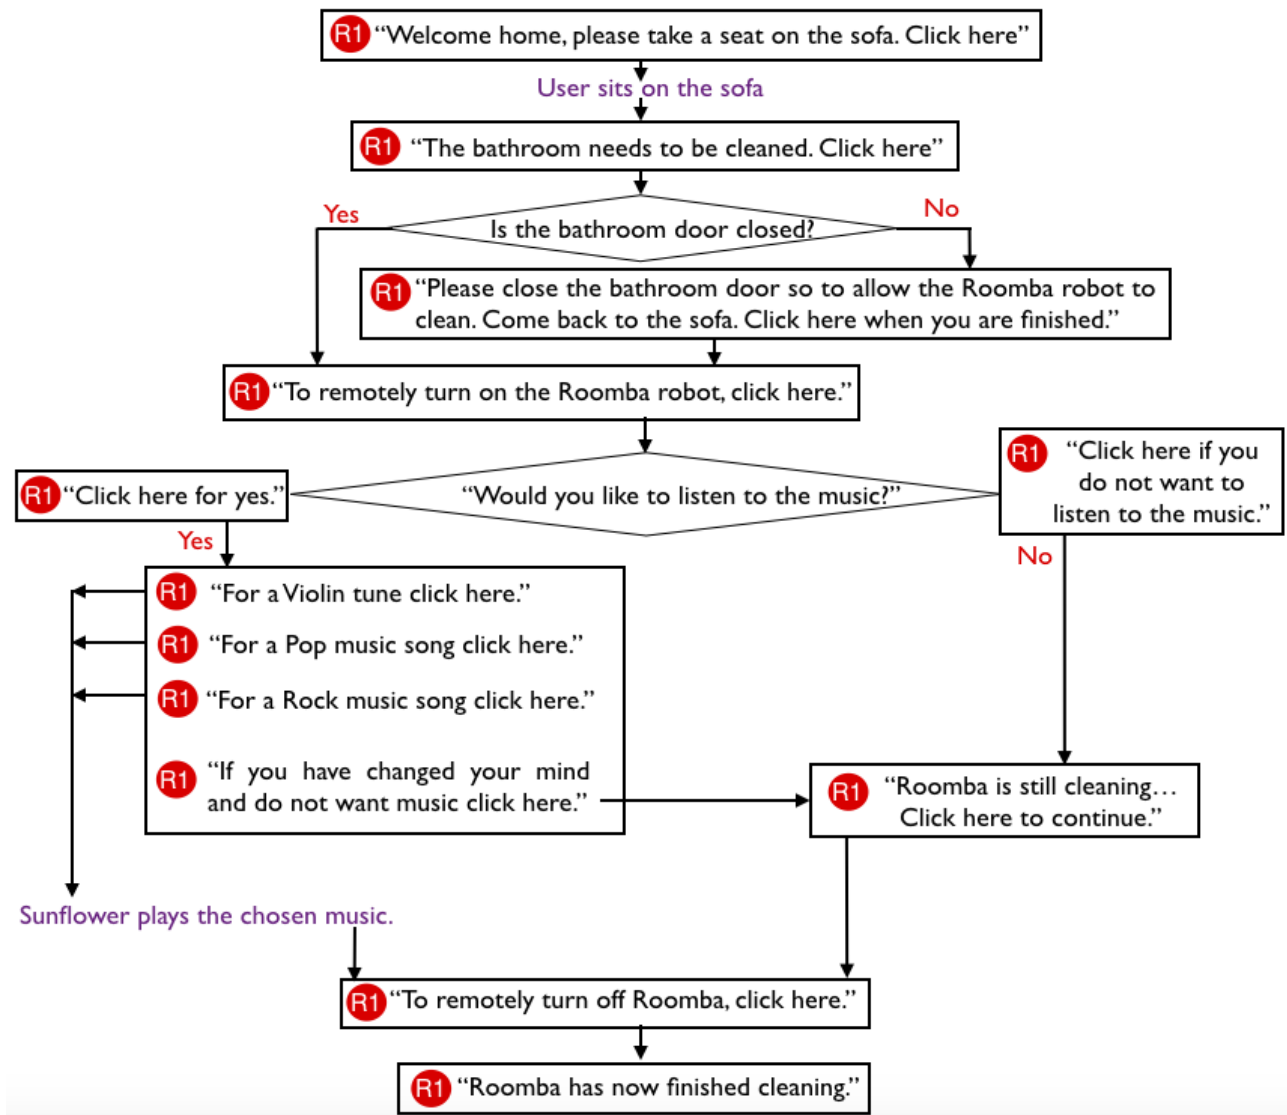 R1 “Welcome home, please take a seat on the sofa. Click here”
User sits on the sofa
R1 “The bathroom needs to be cleaned. Click here”
Yes
No
Is the bathroom door closed?
R1 “Please close the bathroom door so to allow the Roomba robot to
clean. Come back to the sofa. Click here when you are finished.”
R1 “To remotely turn on the Roomba robot, click here.”
R1 “Click here for yes.”
“Would you like to listen to the music?”
R1 “Click here if you
do not want to
listen to the music.”
Yes
No
R1 “For a Violin tune click here.”
R1 “For a Pop music song click here.”
R1 “For a Rock music song click here.”
R1 “If you have changed your mind
and do not want music click here.”
R1 “Roomba is still cleaning…
Click here to continue.”
Sunflower plays the chosen music.
R1 “To remotely turn off Roomba, click here.”
R1 “Roomba has now finished cleaning.”